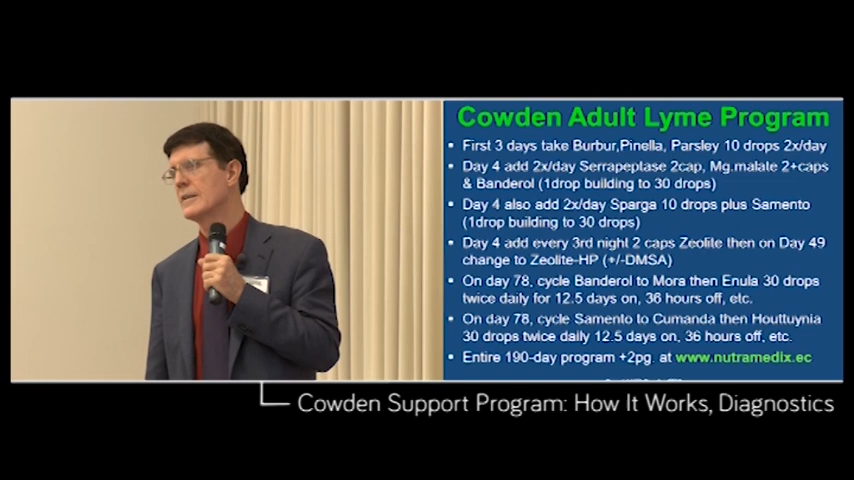 Cowden Adult Lyme Program
• First 3 days take Burbur,Pinella, Parsley 10 drops 2x/day
• Day 4 add 2x/day Serrapeptase 2cap, Mg.malate 2+caps
& Banderol (1drop building to 30 drops)
• Day 4 also add 2x/day Sparga 10 drops plus Samento
(1drop building to 30 drops)
• Day 4 add every 3rd night 2 caps Zeolite then on Day 49
change to Zeolite-HP (+/-DMSA)
• On day 78, cycle Banderol to Mora then Enula 30 drops
twice daily for 12.5 days on, 36 hours off, etc.
• On day 78, cycle Samento to Cumanda then Houttuynia
30 drops twice daily 12.5 days on, 36 hours off, etc.
• Entire 190-day program +2pg. at www.nutramedix.ec
Cowden Support Program: How It Works, Diagnostics